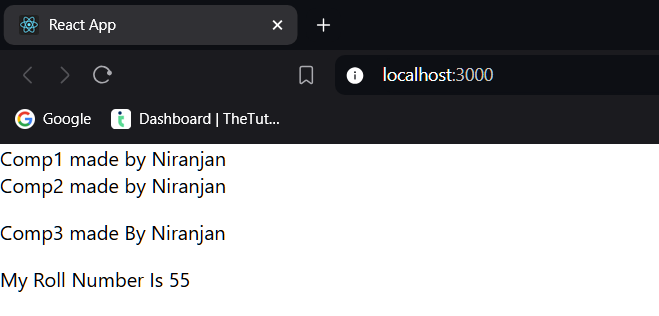 React App
localhost:3000
Google
Dashboard | TheTut...
Comp1 made by Niranjan
Comp2 made by Niranjan
Comp3 made By Niranjan
My Roll Number Is 55